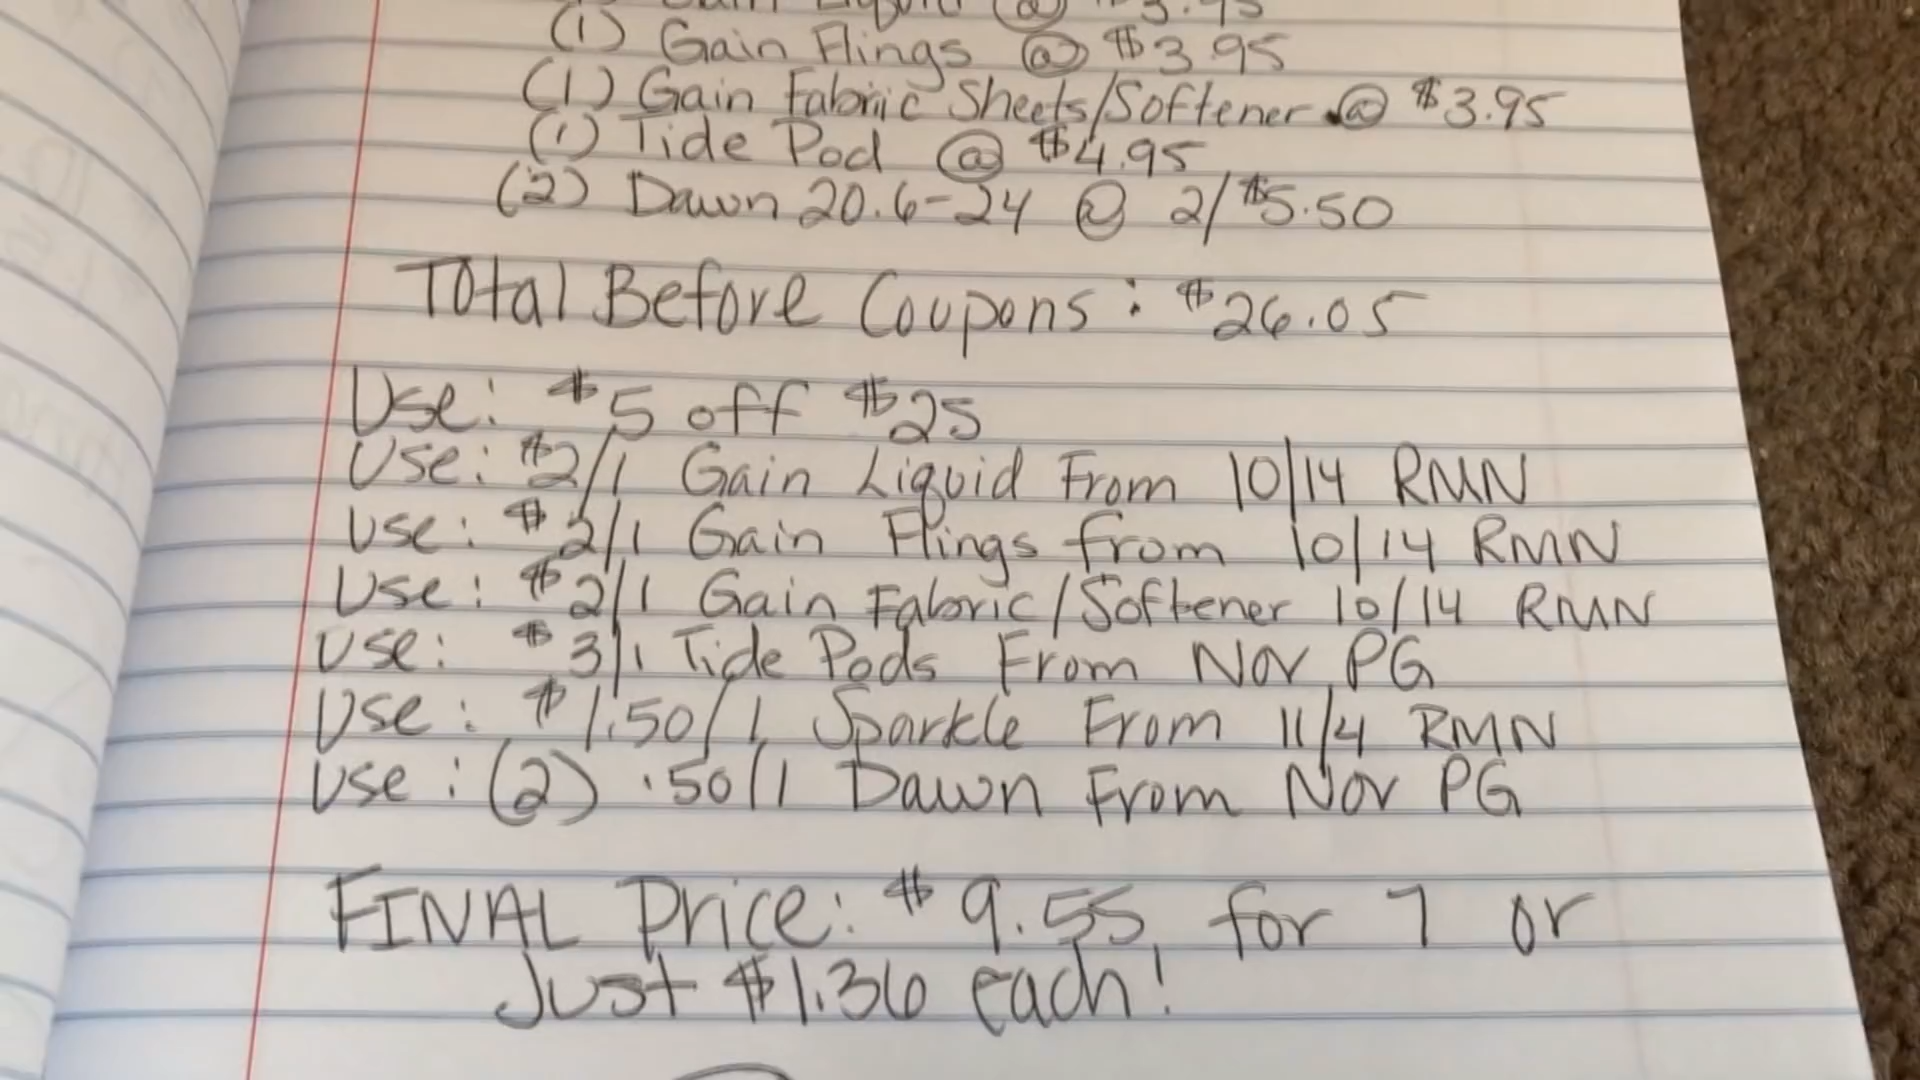 Gain Liquid @ $3.95
(1) Gain Flings @ $3.95
(1) Gain Fabric Sheets/Softener @ $3.95
(1) Tide Pod @ $4.95
(2) Dawn 20.6-24 @ 2/$5.50
Total Before Coupons: $26.05
Use: $5 off $25
Use: $2/1 Gain Liquid From 10/14 RMN
Use: $2/1 Gain Flings from 10/14 RMN
Use: $2/1 Gain Fabric/Softener 10/14 RMN
Use: $3/1 Tide Pods From Nov PG
Use: $1.50/1 Sparkle From 11/4 RMN
Use: (2) .50/1 Dawn From Nov PG
FINAL Price: $9.55 for 7 or
Just $1.36 each!